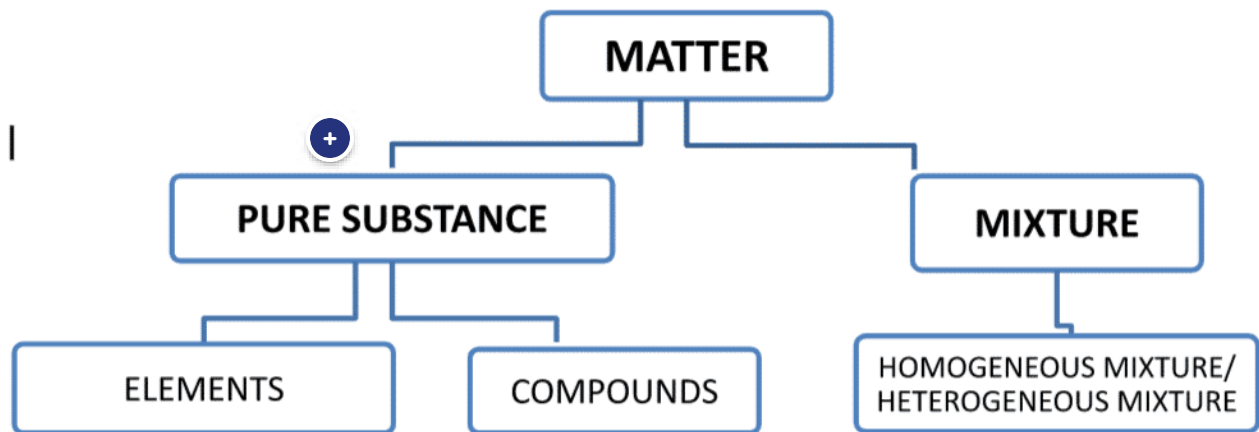 MATTER
PURE SUBSTANCE
MIXTURE
ELEMENTS
COMPOUNDS
HOMOGENEOUS MIXTURE/
HETEROGENEOUS MIXTURE